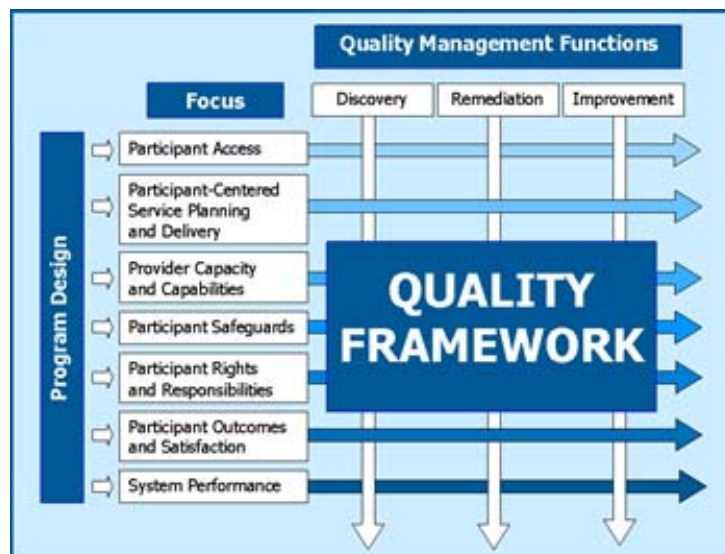 Quality Management Functions
Focus
Discovery
Remediation
Improvement
Program Design
Participant Access
Participant-Centered
Service Planning
and Delivery
Provider Capacity
and Capabilities
Participant Safeguards
Participant Rights
and Responsibilities
Participant Outcomes
and Satisfaction
System Performance
QUALITY
FRAMEWORK